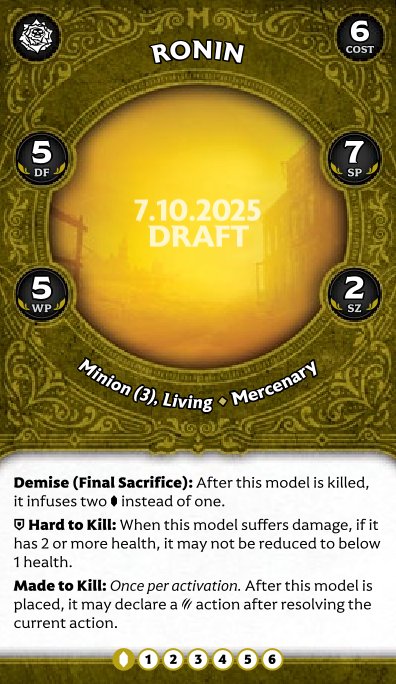 RONIN
6
COST
5
DF
7
SP
7.10.2025
DRAFT
5
WP
2
SZ
Minion (3), Living ⬥ Mercenary
Demise (Final Sacrifice): After this model is killed,
it infuses two instead of one.
Hard to Kill: When this model suffers damage, if it
has 2 or more health, it may not be reduced to below
1 health.
Made to Kill: Once per activation. After this model is
placed, it may declare a action after resolving the
current action.
1 2 3 4 5 6